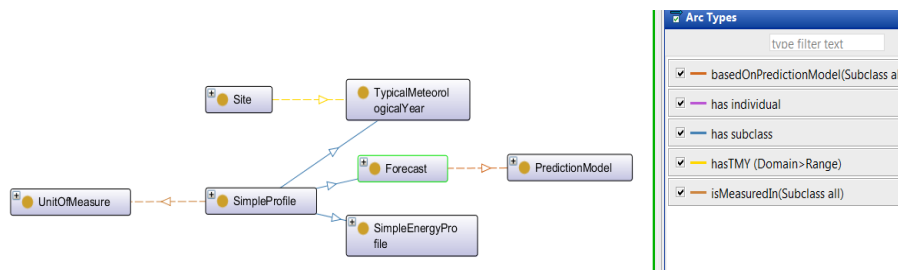 Arc Types
type filter text
basedOnPredictionModel(Subclass al
has individual
has subclass
hasTMY (Domain>Range)
isMeasuredIn(Subclass all)
Site
TypicalMeteorol
ogicalYear
Forecast
PredictionModel
UnitOfMeasure
SimpleProfile
SimpleEnergyPro
file